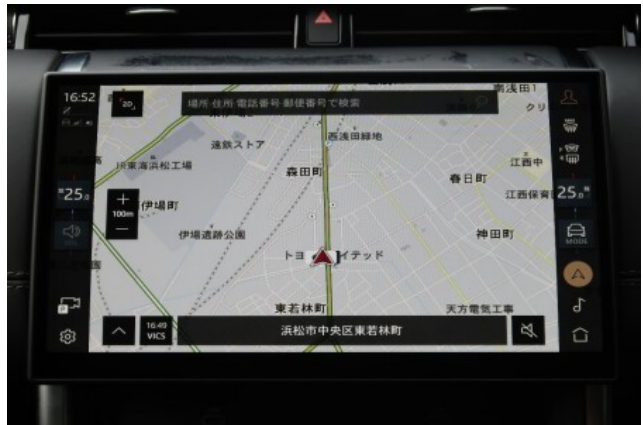 16:52
2D
場所·住所·電話番号·郵便番号で検索
南浅田1
クリ
遠鉄ストア
西浅田緑地
JR東海浜松工場
森田町
江西中
春日町
25.0
100m
伊場町
江西保育
25.0
伊場遺跡公園
神田町
MODE
トヨ
イテッド
東若林町
天方電気工事
16:49
VICS
浜松市中央区東若林町